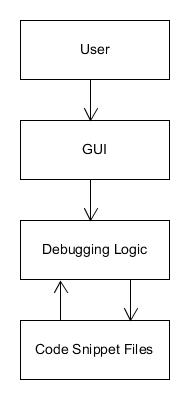 User
GUI
Debugging Logic
Code Snippet Files